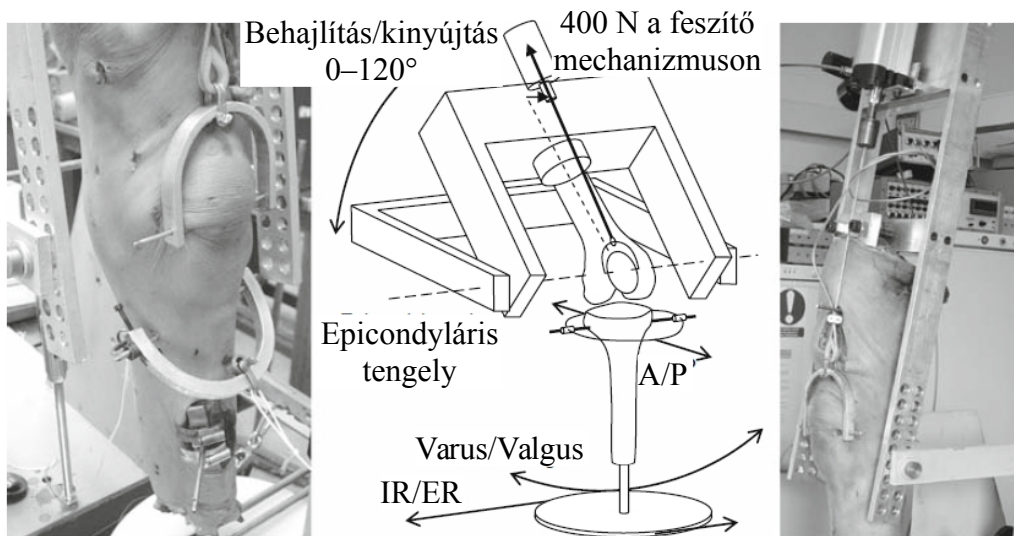 Behajlítás/kinyújtás
0–120°
400 N a feszítő
mechanizmuson
Epicondyláris
tengely
A/P
Varus/Valgus
IR/ER